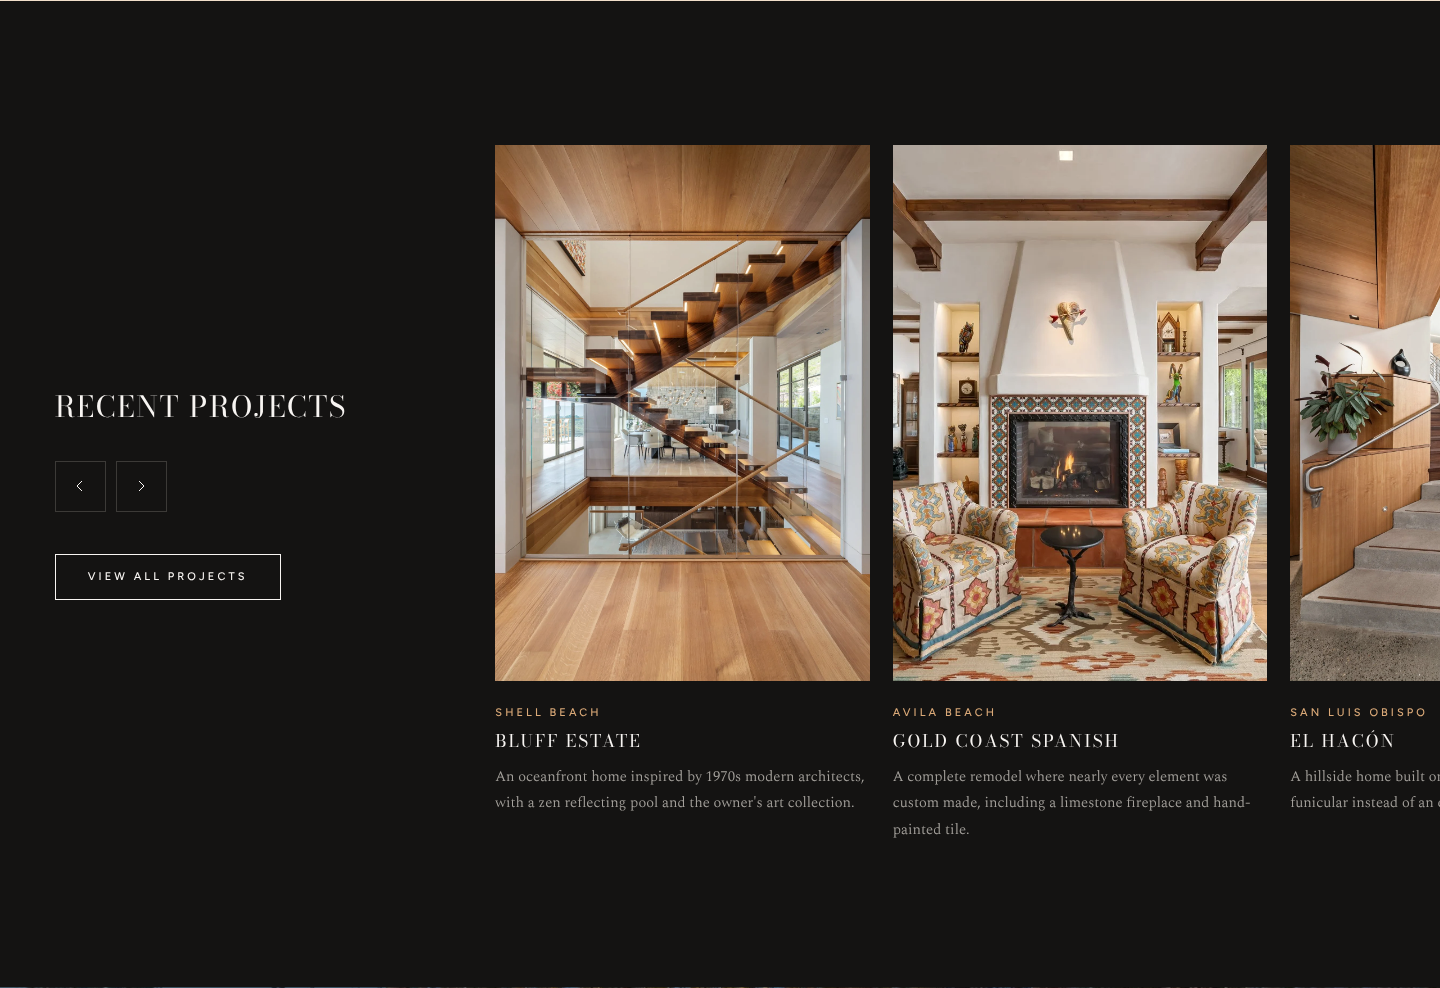 RECENT PROJECTS
VIEW ALL PROJECTS
SHELL BEACH
BLUFF ESTATE
An oceanfront home inspired by 1970s modern architects,
with a zen reflecting pool and the owner's art collection.
AVILA BEACH
GOLD COAST SPANISH
A complete remodel where nearly every element was
custom made, including a limestone fireplace and hand-
painted tile.
SAN LUIS OBISPO
EL HACÓN
A hillside home built
funicular instead of an